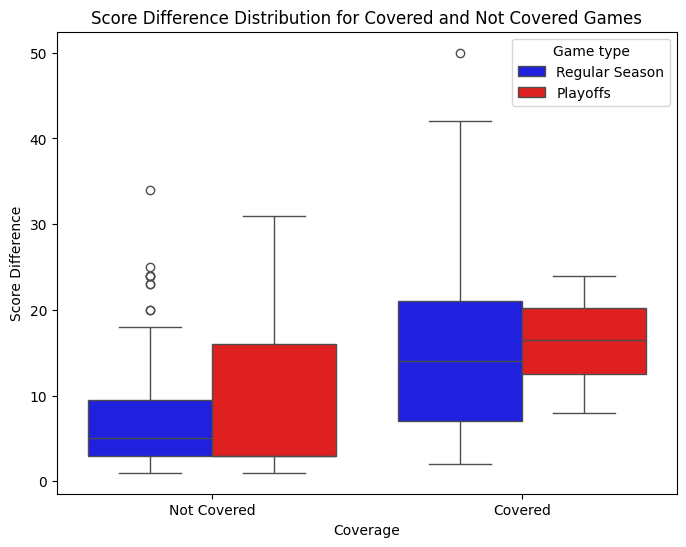 Score Difference Distribution for Covered and Not Covered Games
50
40
30
20
10
0
Score Difference
Game type
Regular Season
Playoffs
Not Covered
Covered
Coverage